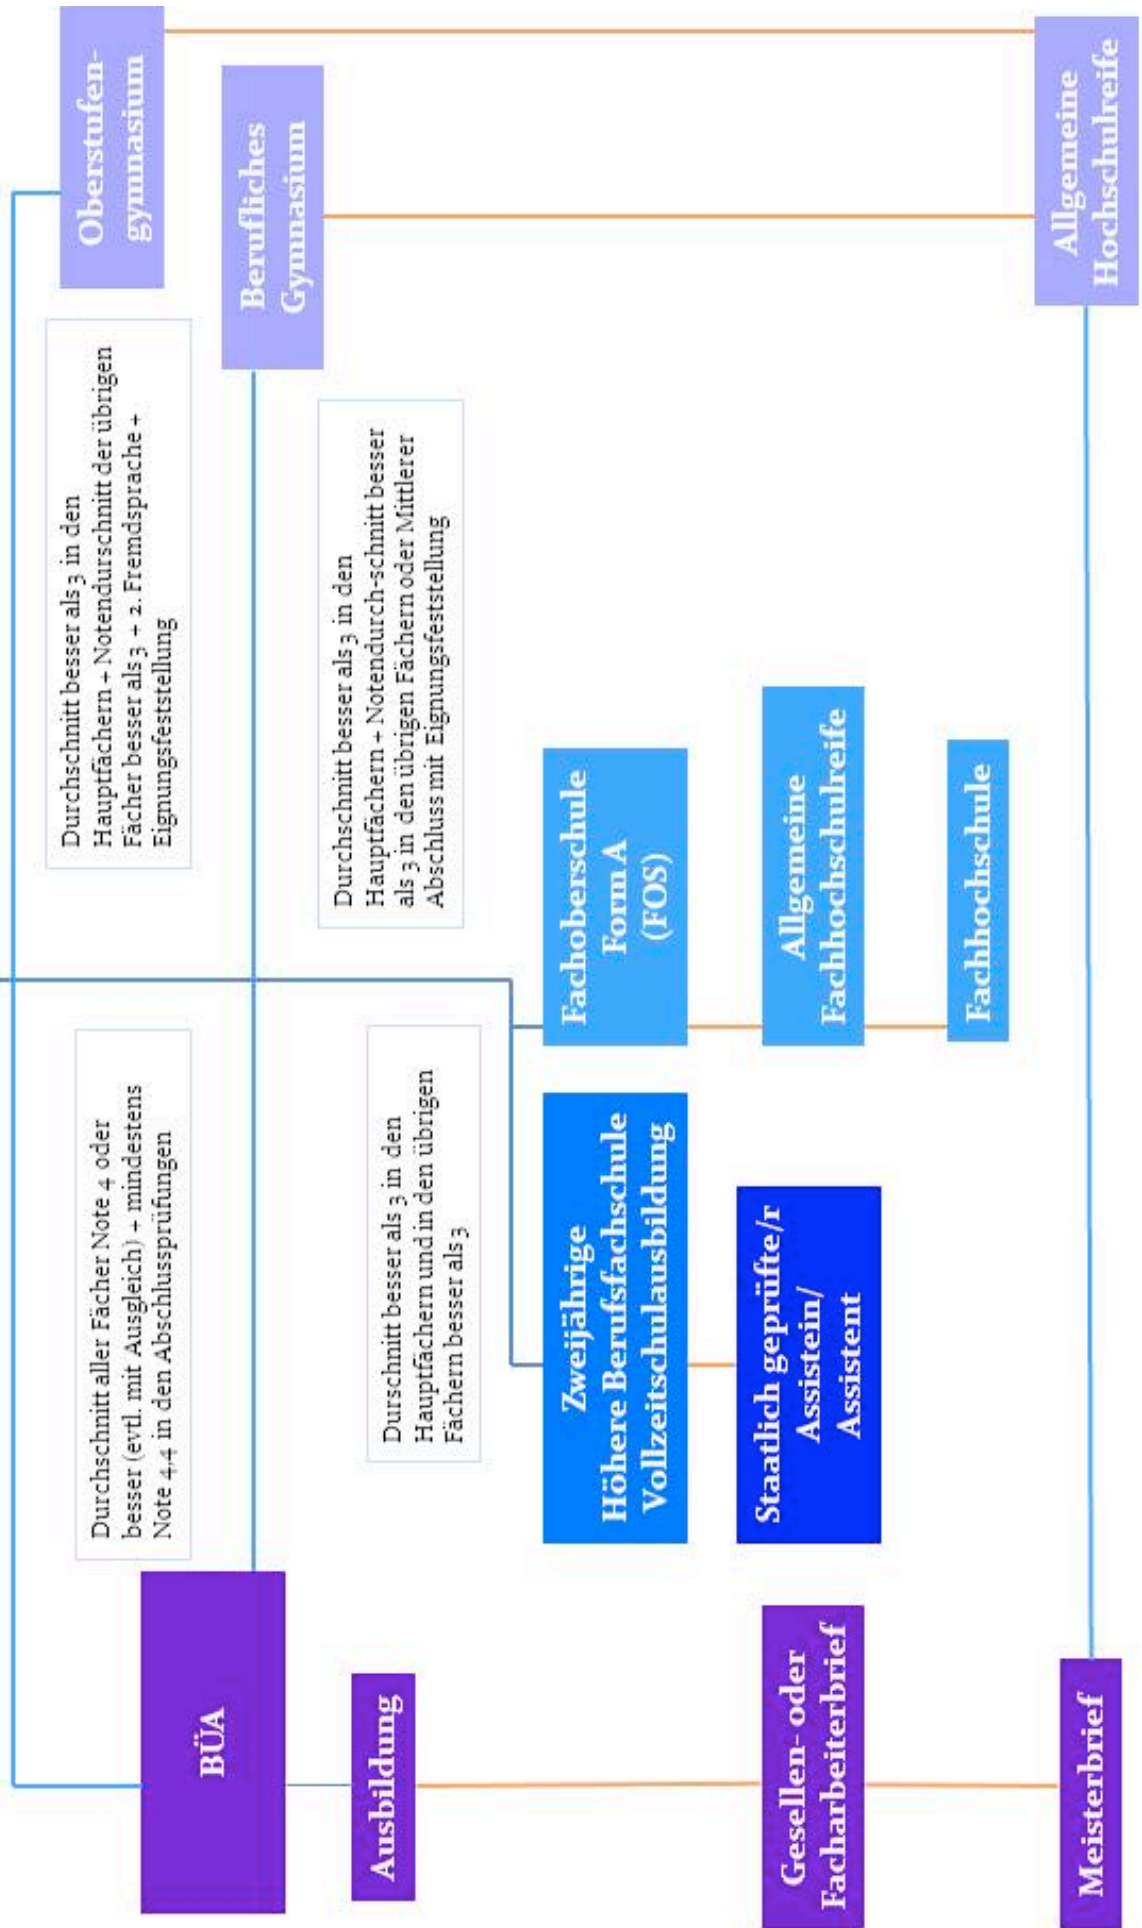 BÜA
Durchschnitt aller Fächer Note 4 oder
besser (evtl. mit Ausgleich) + mindestens
Note 4,4 in den Abschlussprüfungen
Durchschnitt besser als 3 in den
Hauptfächern + Notendurschnitt der übrigen
Fächer besser als 3 + 2. Fremdsprache +
Eignungsfeststellung
Oberstufen-
gymnasium
Berufliches
Gymnasium
Ausbildung
Durschnitt besser als 3 in den
Hauptfächern und in den übrigen
Fächern besser als 3
Durchschnitt besser als 3 in den
Hauptfächern + Notendurch-schnitt besser
als 3 in den übrigen Fächern oder Mittlerer
Abschluss mit Eignungsfeststellung
Zweijährige
Höhere Berufsfachschule
Vollzeitschulausbildung
Fachoberschule
Form A
(FOS)
Gesellen- oder
Facharbeiterbrief
Staatlich geprüfte/r
Assistein/
Assistent
Allgemeine
Fachhochschulreife
Fachhochschule
Meisterbrief
Allgemeine
Hochschulreife